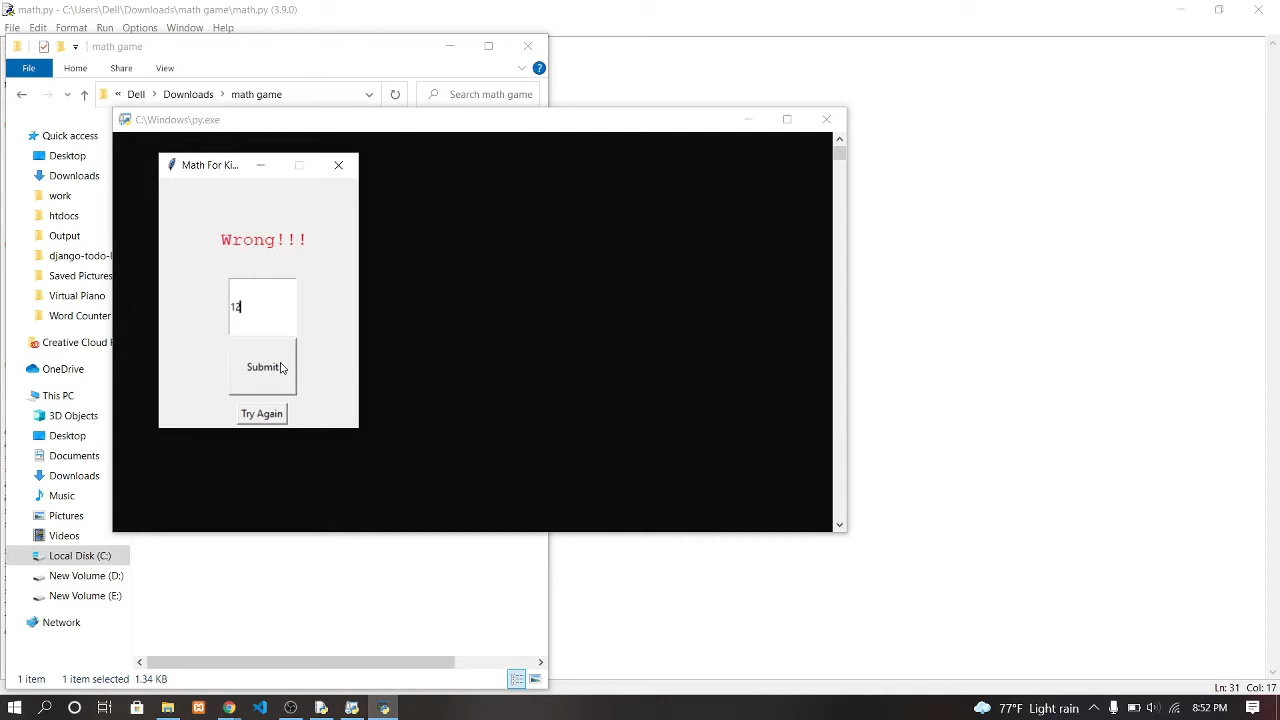 math.py - C:\Users\Dell\Downloads\math game\math.py (3.9.0)
File Edit Format Run Options Window Help
math game
File Home Share View
« Dell > Downloads > math game
Search math game
C:\Windows\py.exe
Quick access
Desktop
Downloads
work
htdocs
Output
django-todo-l
Saved Pictures
Virtual Piano
Word Counter
Creative Cloud F
OneDrive
This PC
3D Objects
Desktop
Documents
Downloads
Music
Pictures
Videos
Local Disk (C:)
New Volume (D:)
New Volume (E:)
Network
Math For Ki...
Wrong!!!
12
Submit
Try Again
1 item 1 item selected 1.34 KB
Ln: 31 Col: 17
77°F Light rain 8:52 PM